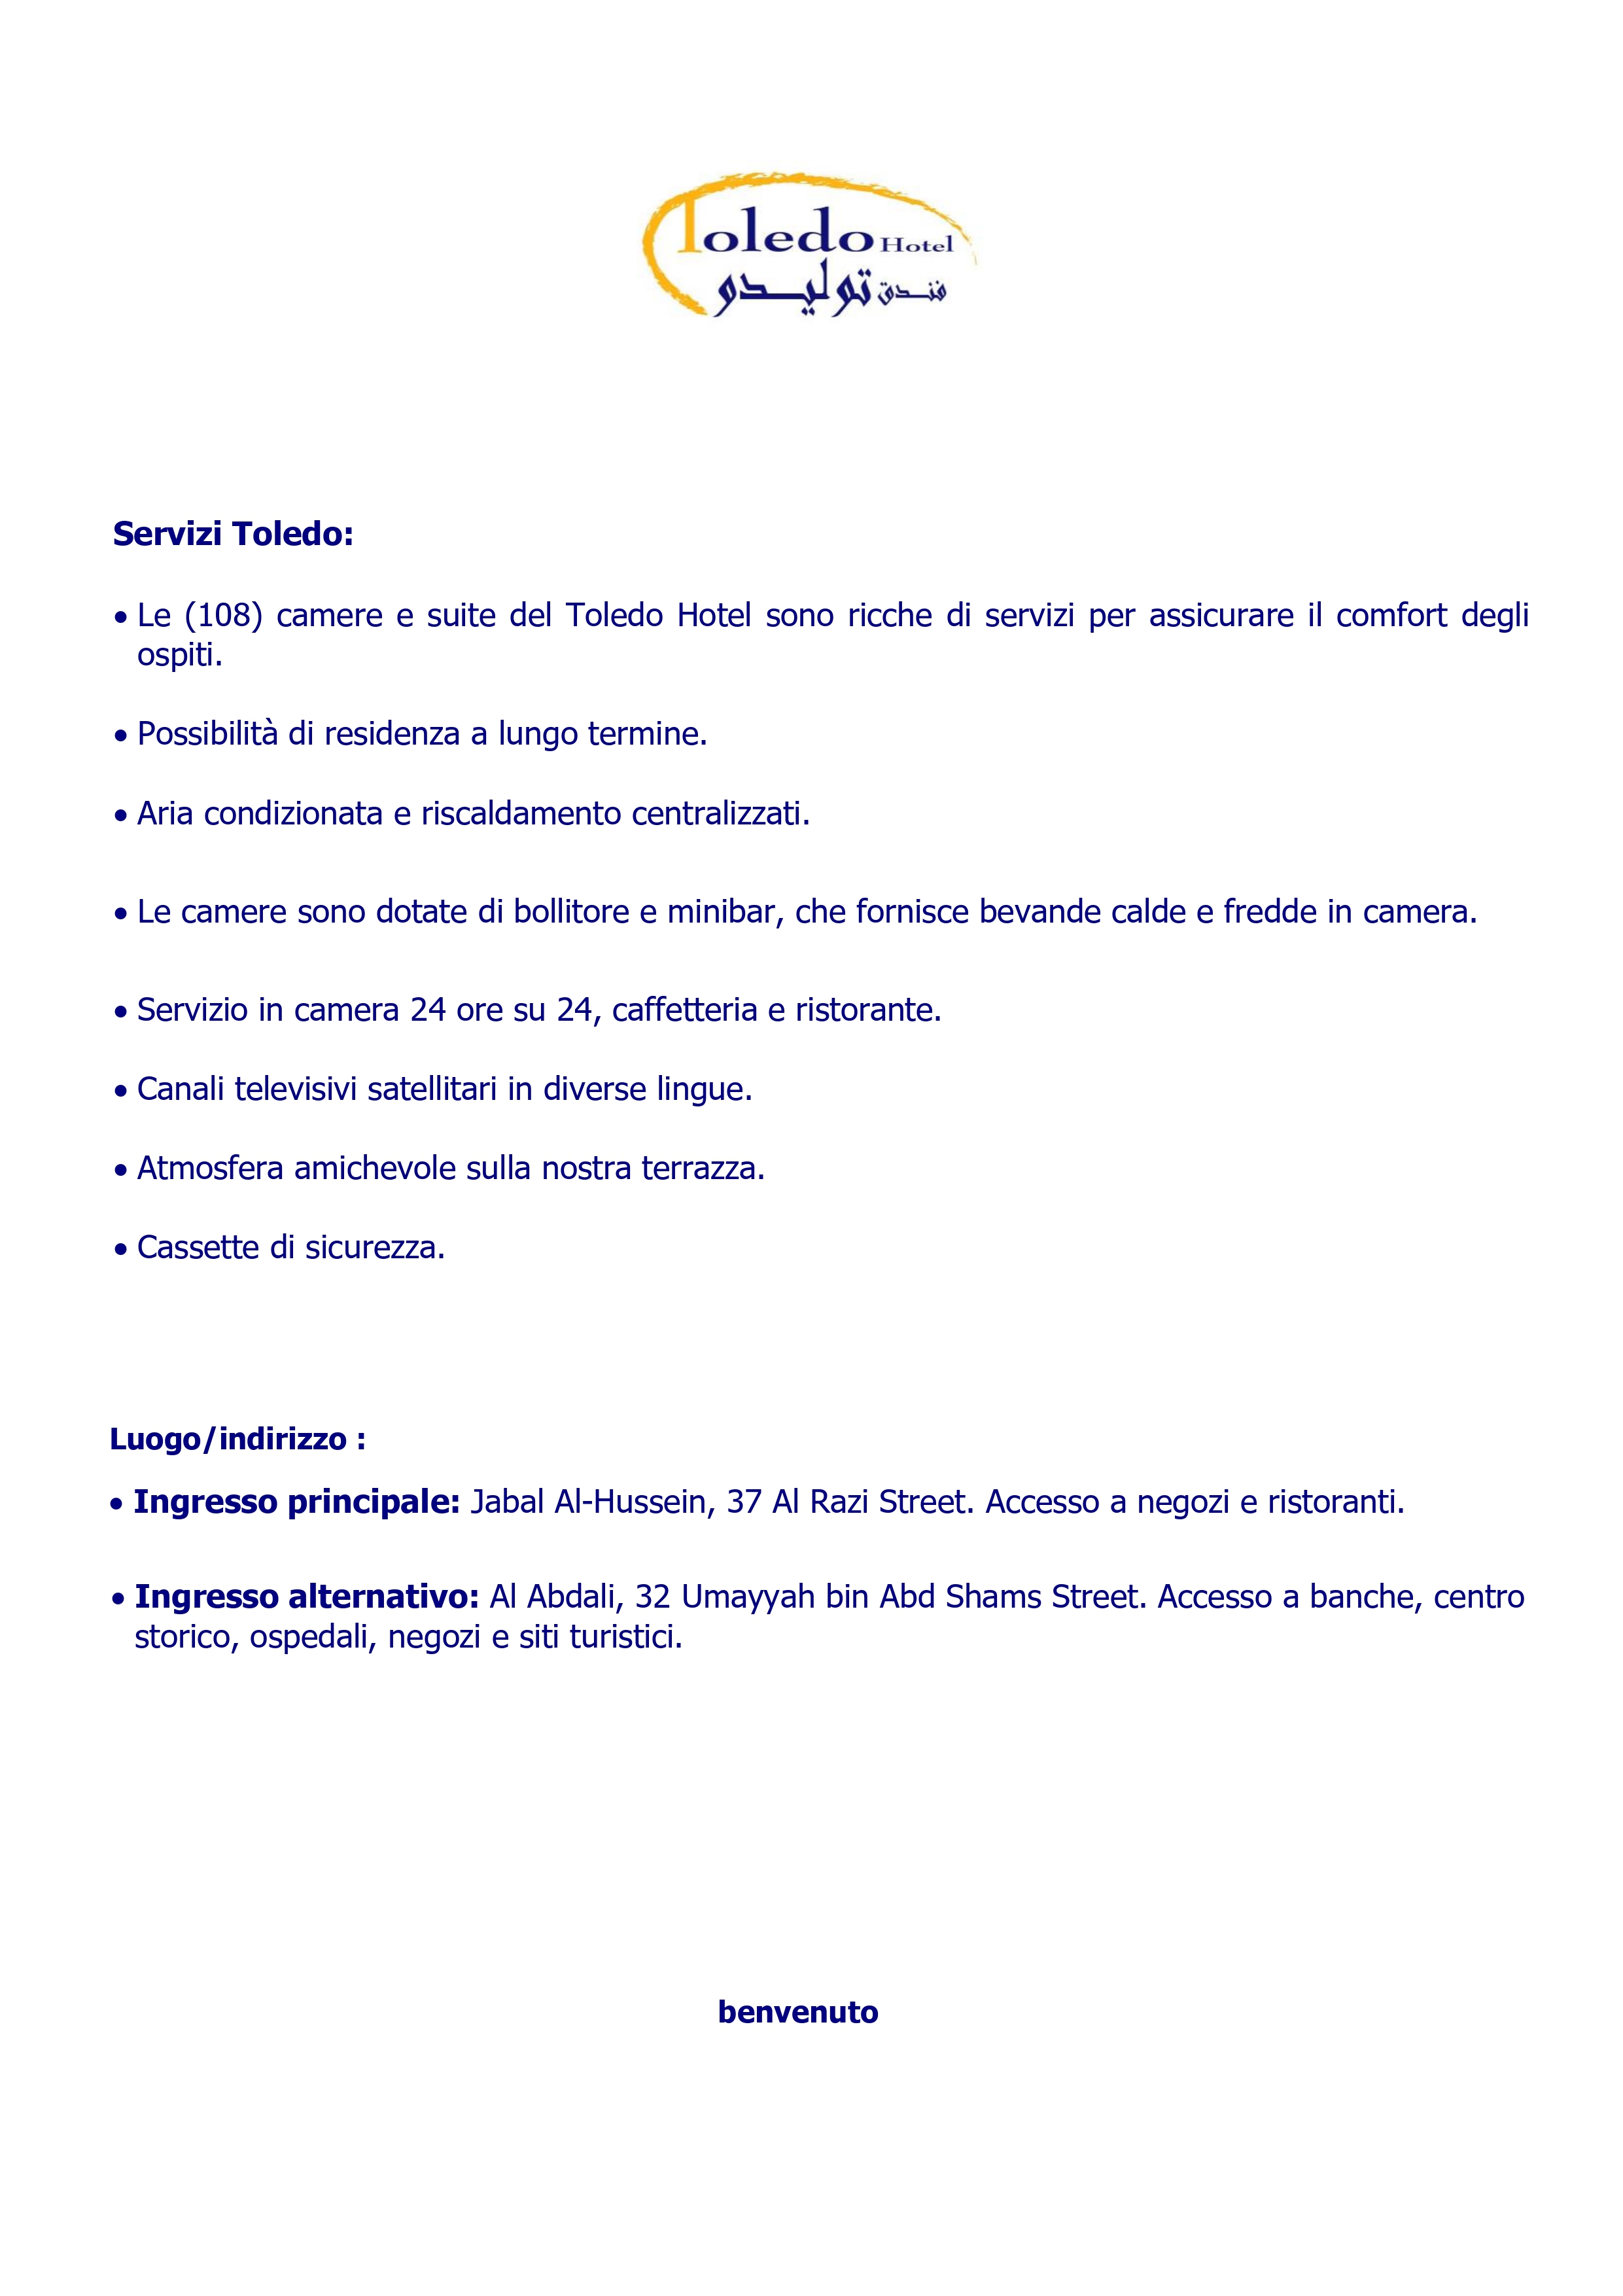 Toledo Hotel
فندق توليدو
Servizi Toledo:
• Le (108) camere e suite del Toledo Hotel sono ricche di servizi per assicurare il comfort degli
ospiti.
• Possibilità di residenza a lungo termine.
• Aria condizionata e riscaldamento centralizzati.
• Le camere sono dotate di bollitore e minibar, che fornisce bevande calde e fredde in camera.
• Servizio in camera 24 ore su 24, caffetteria e ristorante.
• Canali televisivi satellitari in diverse lingue.
• Atmosfera amichevole sulla nostra terrazza.
• Cassette di sicurezza.
Luogo/indirizzo :
• Ingresso principale: Jabal Al-Hussein, 37 Al Razi Street. Accesso a negozi e ristoranti.
• Ingresso alternativo: Al Abdali, 32 Umayyah bin Abd Shams Street. Accesso a banche, centro
storico, ospedali, negozi e siti turistici.
benvenuto